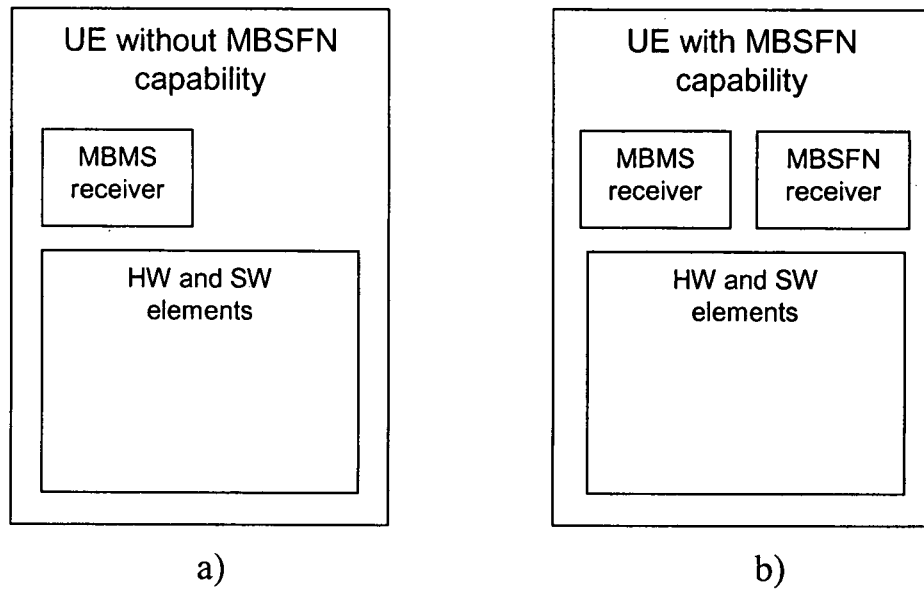 UE without MBSFN
capability
MBMS
receiver
HW and SW
elements
a)
UE with MBSFN
capability
MBMS
receiver
MBSFN
receiver
HW and SW
elements
b)